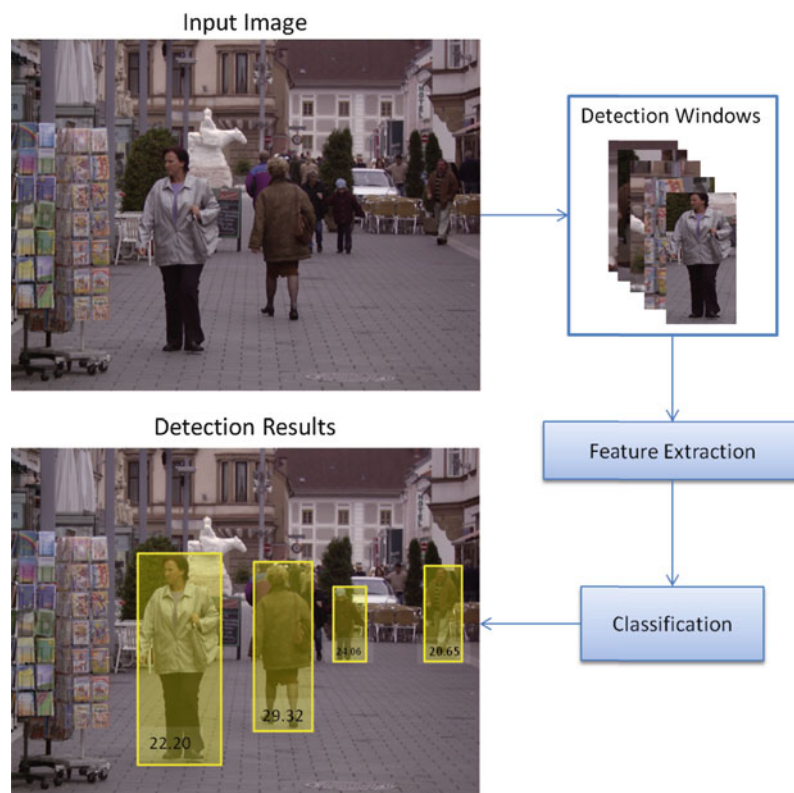 Input Image
Detection Windows
Feature Extraction
Detection Results
Classification
22.20
29.32
24.06
20.65